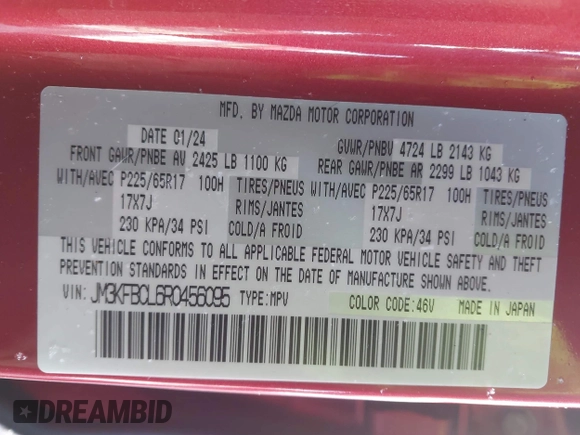 MFD. BY MAZDA MOTOR CORPORATION
DATE 01/24 GVWR/PNBV 4724 LB 2143 KG
FRONT GAWR/PNBE AV 2425 LB 1100 KG REAR GAWR/PNBE AR 2299 LB 1043 KG
WITH/AVEC P225/65R17 100H TIRES/PNEUS WITH/AVEC P225/65R17 100H TIRES/PNEUS
17X7J RIMS/JANTES 17X7J RIMS/JANTES
230 KPA/34 PSI COLD/A FROID 230 KPA/34 PSI COLD/A FROID
THIS VEHICLE CONFORMS TO ALL APPLICABLE FEDERAL MOTOR VEHICLE SAFETY AND THEFT
PREVENTION STANDARDS IN EFFECT ON THE DATE OF MANUFACTURE SHOWN ABOVE.
VIN: JM3KFBCL6R0456095 TYPE:MPV COLOR CODE:46V MADE IN JAPAN
DREAMBID